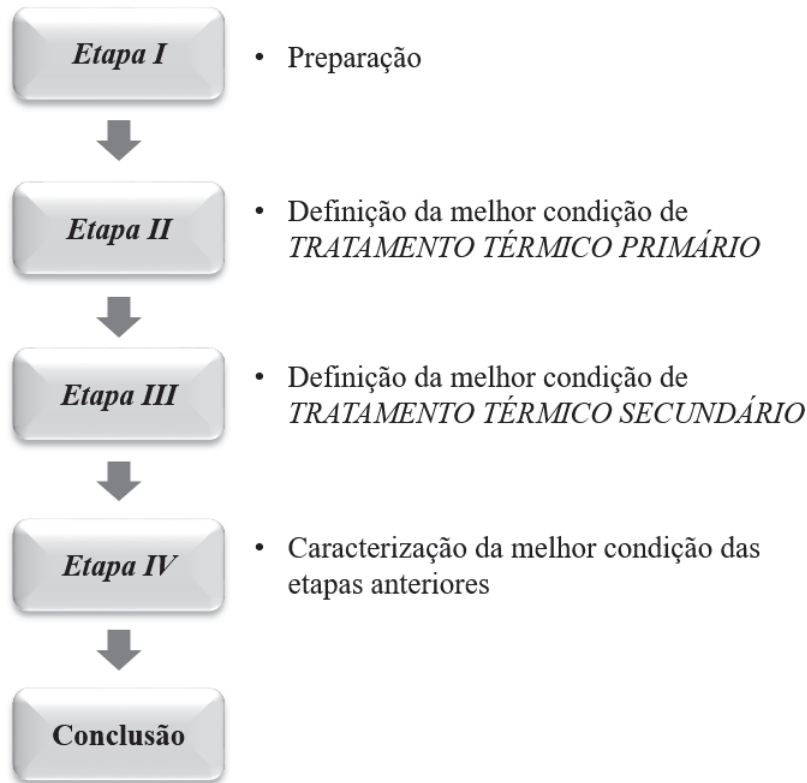 Etapa I
• Preparação
Etapa II
• Definição da melhor condição de
TRATAMENTO TÉRMICO PRIMÁRIO
Etapa III
• Definição da melhor condição de
TRATAMENTO TÉRMICO SECUNDÁRIO
Etapa IV
• Caracterização da melhor condição das
etapas anteriores
Conclusão